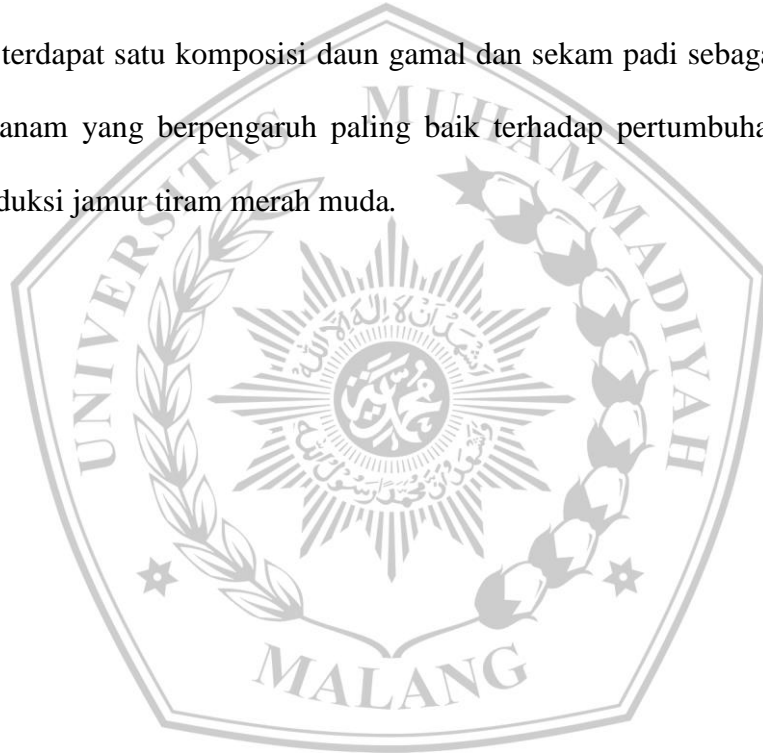 terdapat satu komposisi daun gamal dan sekam padi sebaga
anam yang berpengaruh paling baik terhadap pertumbuha
duksi jamur tiram merah muda.
UNIVERSITAS MUHAMMADIYAH
MALANG